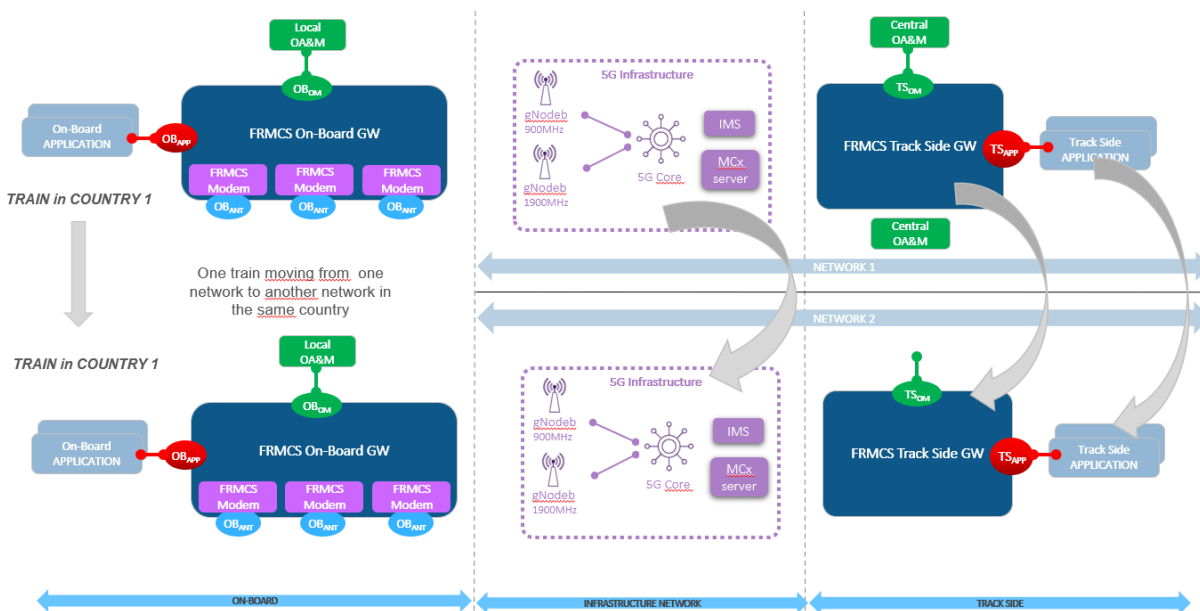 Local
OA&M
OBOM
On-Board
APPLICATION
OBAPP
FRMCS On-Board GW
FRMCS
Modem
FRMCS
Modem
FRMCS
Modem
OBANT
OBANT
OBANT
TRAIN in COUNTRY 1
5G Infrastructure
gNodeb
900MHz
gNodeb
1900MHz
5G Core
IMS
MCx
server
Central
OA&M
TSOM
FRMCS Track Side GW
TSAPP
Track Side
APPLICATION
Central
OA&M
NETWORK 1
One train moving from one
network to another network in
the same country
NETWORK 2
TRAIN in COUNTRY 1
Local
OA&M
OBOM
On-Board
APPLICATION
OBAPP
FRMCS On-Board GW
FRMCS
Modem
FRMCS
Modem
FRMCS
Modem
OBANT
OBANT
OBANT
5G Infrastructure
gNodeb
900MHz
gNodeb
1900MHz
5G Core
IMS
MCx
server
TSOM
FRMCS Track Side GW
TSAPP
Track Side
APPLICATION
ON-BOARD
INFRASTRUCTURE NETWORK
TRACK SIDE